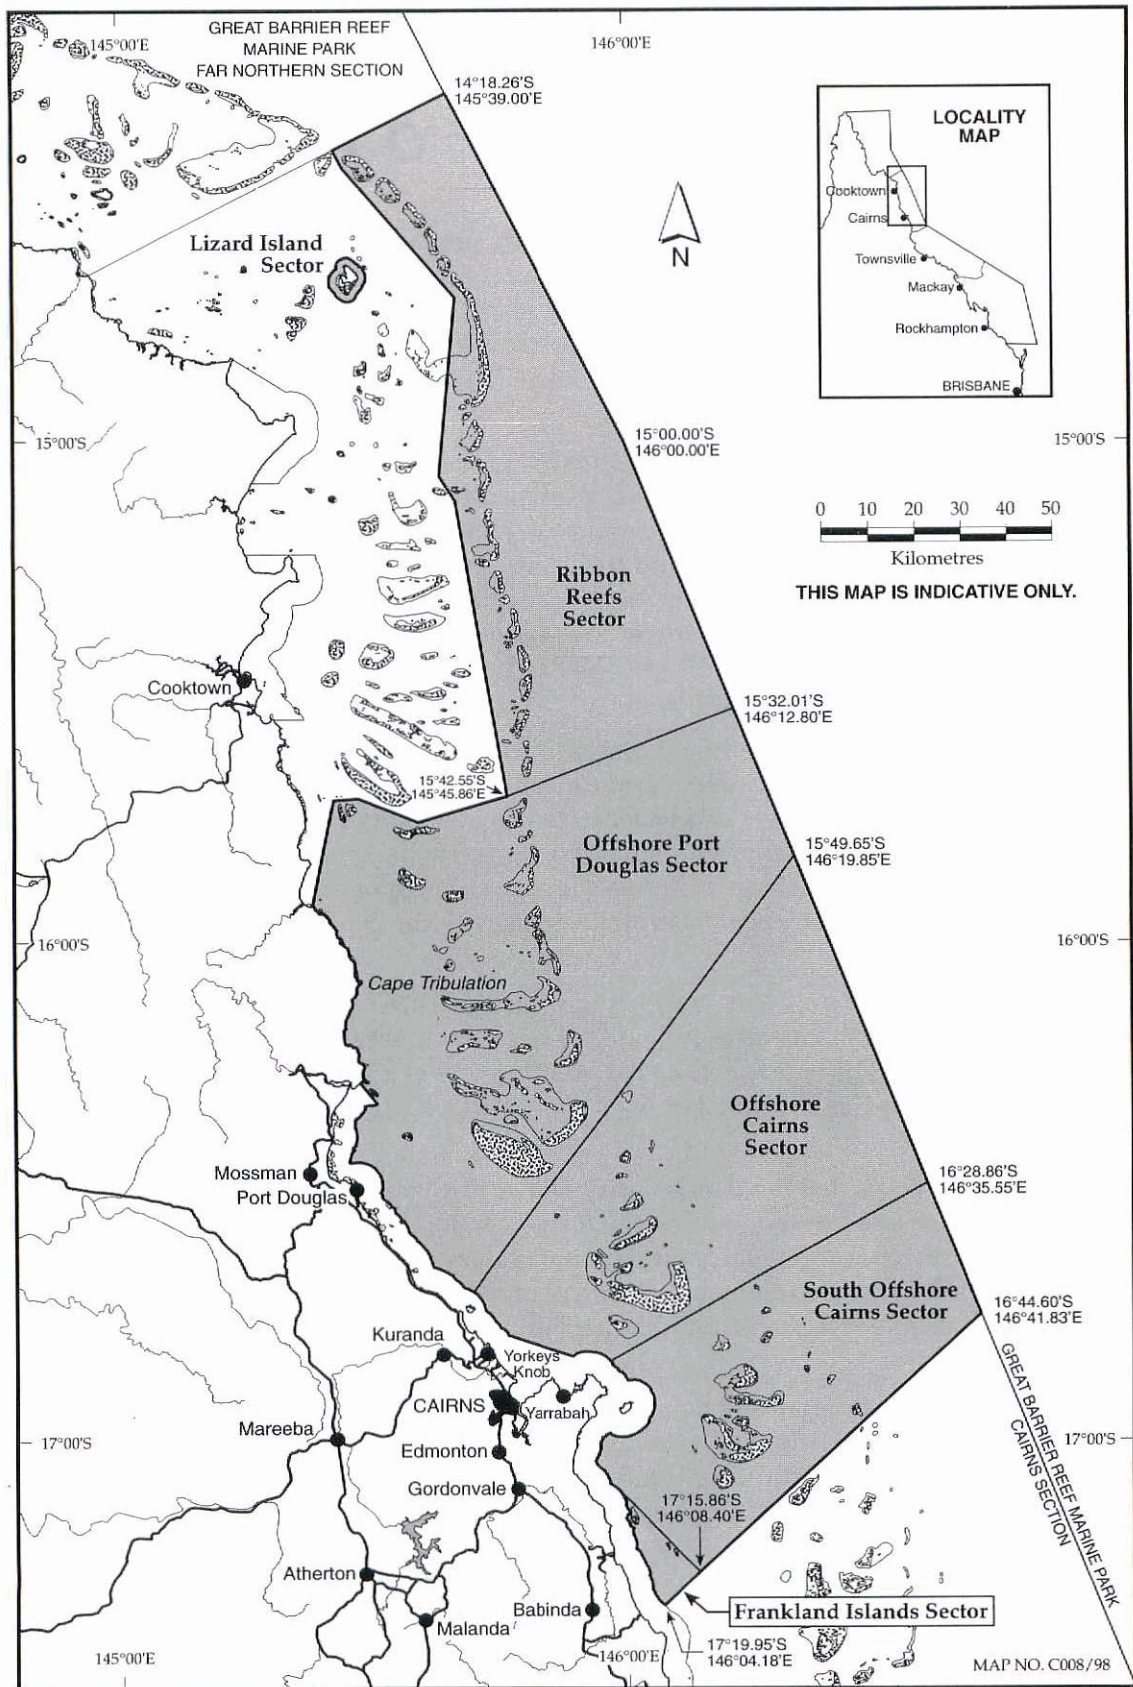 145°00'E
GREAT BARRIER REEF
MARINE PARK
FAR NORTHERN SECTION
146°00'E
14°18.26'S
145°39.00'E
LOCALITY
MAP
Cooktown
Cairns
Townsville
Mackay
Rockhampton
BRISBANE
N
Lizard Island
Sector
15°00'S
15°00.00'S
146°00.00'E
15°00'S
0 10 20 30 40 50
Kilometres
THIS MAP IS INDICATIVE ONLY.
Ribbon
Reefs
Sector
Cooktown
15°32.01'S
146°12.80'E
15°42.55'S
145°45.86'E
Offshore Port
Douglas Sector
15°49.65'S
146°19.85'E
16°00'S
16°00'S
Cape Tribulation
Offshore
Cairns
Sector
Mossman
Port Douglas
16°28.86'S
146°35.55'E
South Offshore
Cairns Sector
16°44.60'S
146°41.83'E
Kuranda
Yorkeys
Knob
CAIRNS
Yarrabah
Mareeba
17°00'S
Edmonton
17°00'S
Gordonvale
GREAT BARRIER REEF MARINE PARK
CAIRNS SECTION
17°15.86'S
146°08.40'E
Atherton
Babinda
Frankland Islands Sector
Malanda
17°19.95'S
146°04.18'E
145°00'E
146°00'E
MAP NO. C008/98